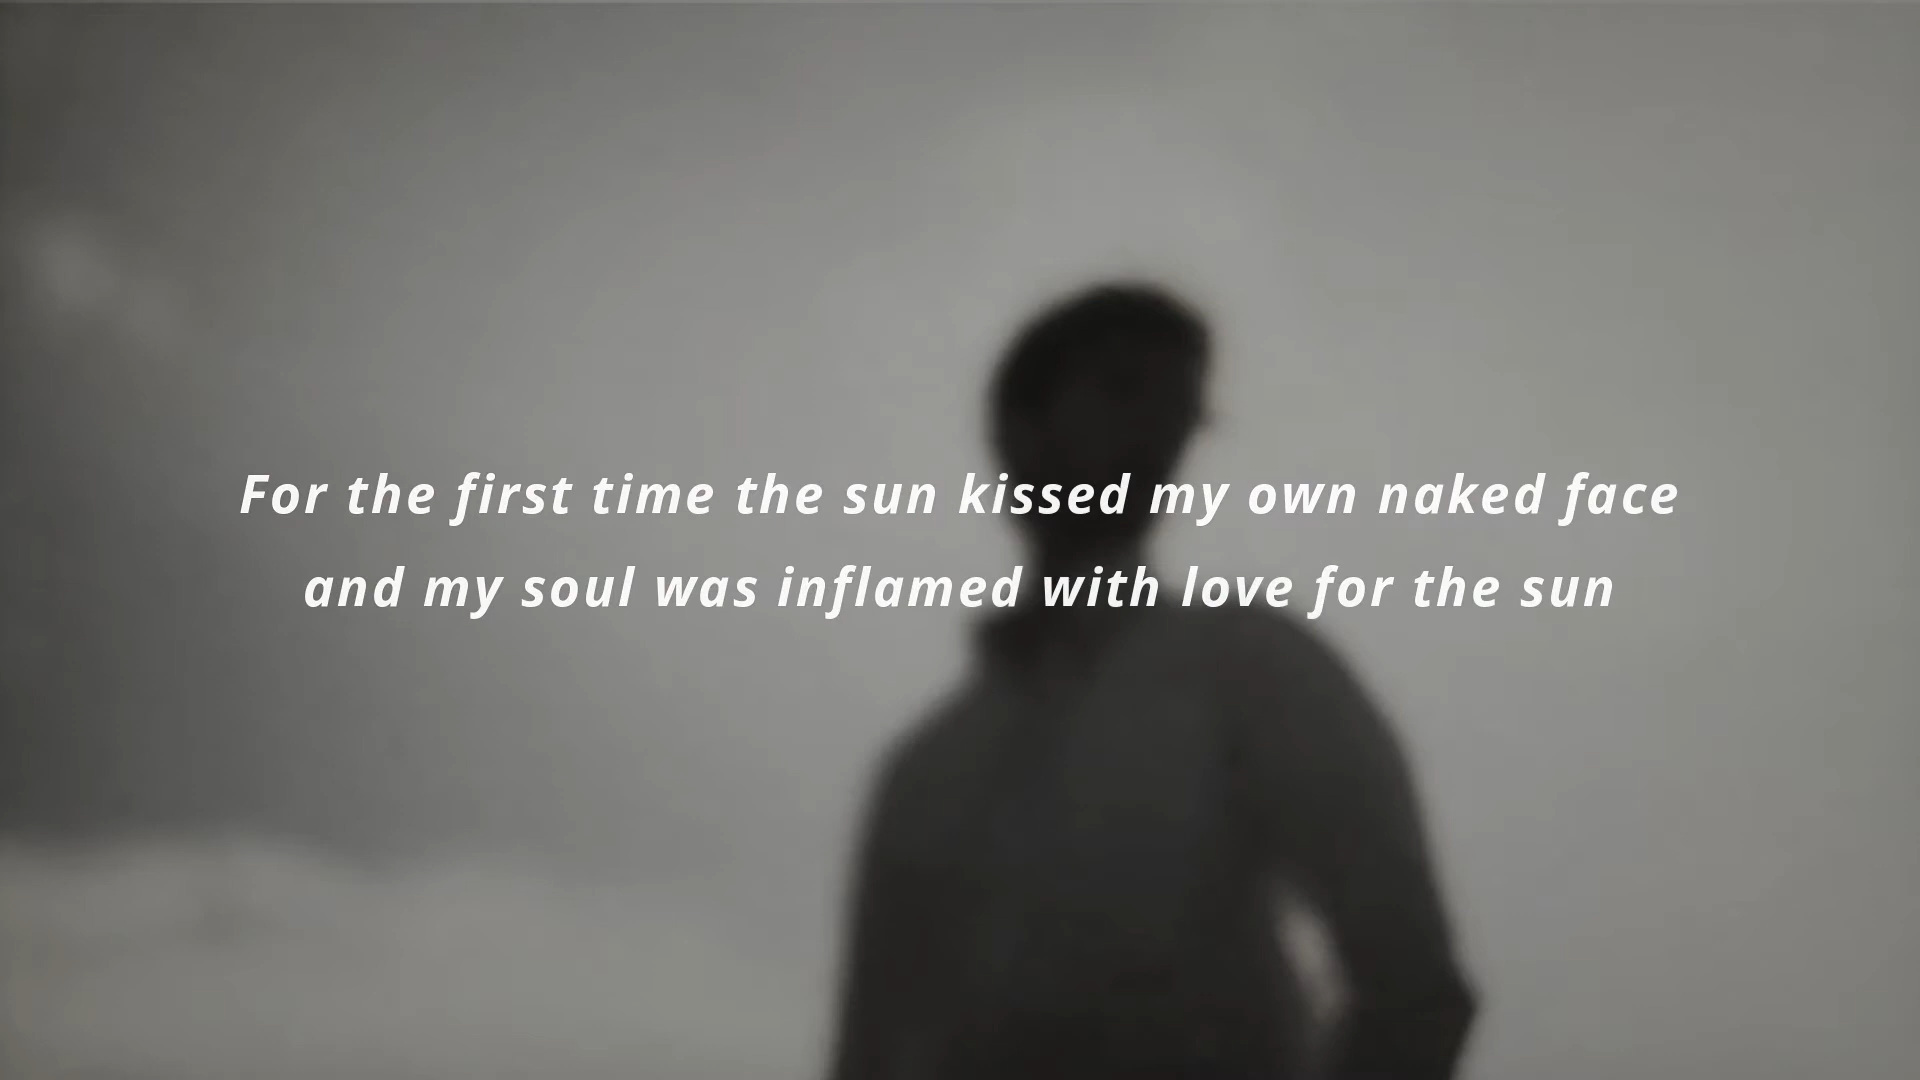 For the first time the sun kissed my own naked face
and my soul was inflamed with love for the sun